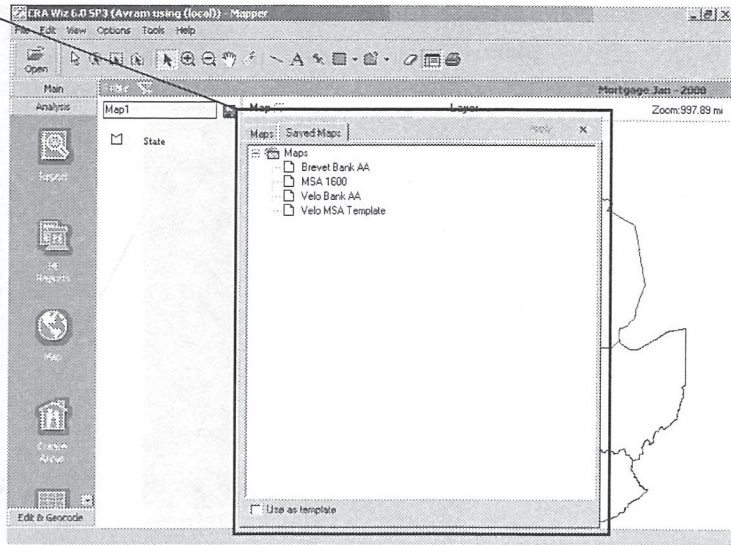 CRA Wiz 6.0 SP3 (Avram using (local)) - Mapper
File Edit View Options Tools Help
Open
Main
Analysis
Mortgage Jan - 2000
Map1
Map
Layer
Zoom:997.89 mi
State
Maps
Saved Maps
Apply
x
Maps
Brevet Bank AA
MSA 1600
Velo Bank AA
Velo MSA Template
Report
Reports
Map
Use as template
Edit & Geocode